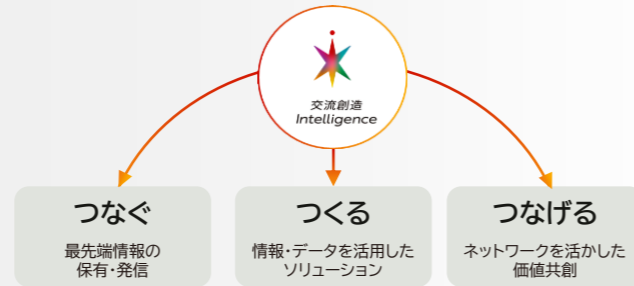 交流創造
Intelligence
つなぐ
最先端情報の
保有・発信
つくる
情報・データを活用した
ソリューション
つなげる
ネットワークを活かした
価値共創